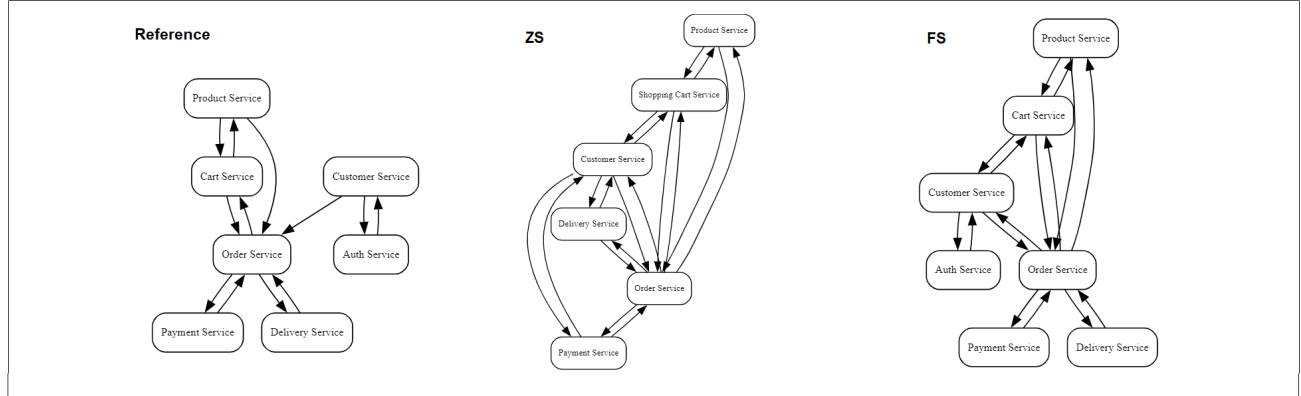 Reference
Product Service
Cart Service
Customer Service
Order Service
Auth Service
Payment Service
Delivery Service
ZS
Product Service
Shopping Cart Service
Customer Service
Delivery Service
Order Service
Payment Service
FS
Product Service
Cart Service
Customer Service
Auth Service
Order Service
Payment Service
Delivery Service